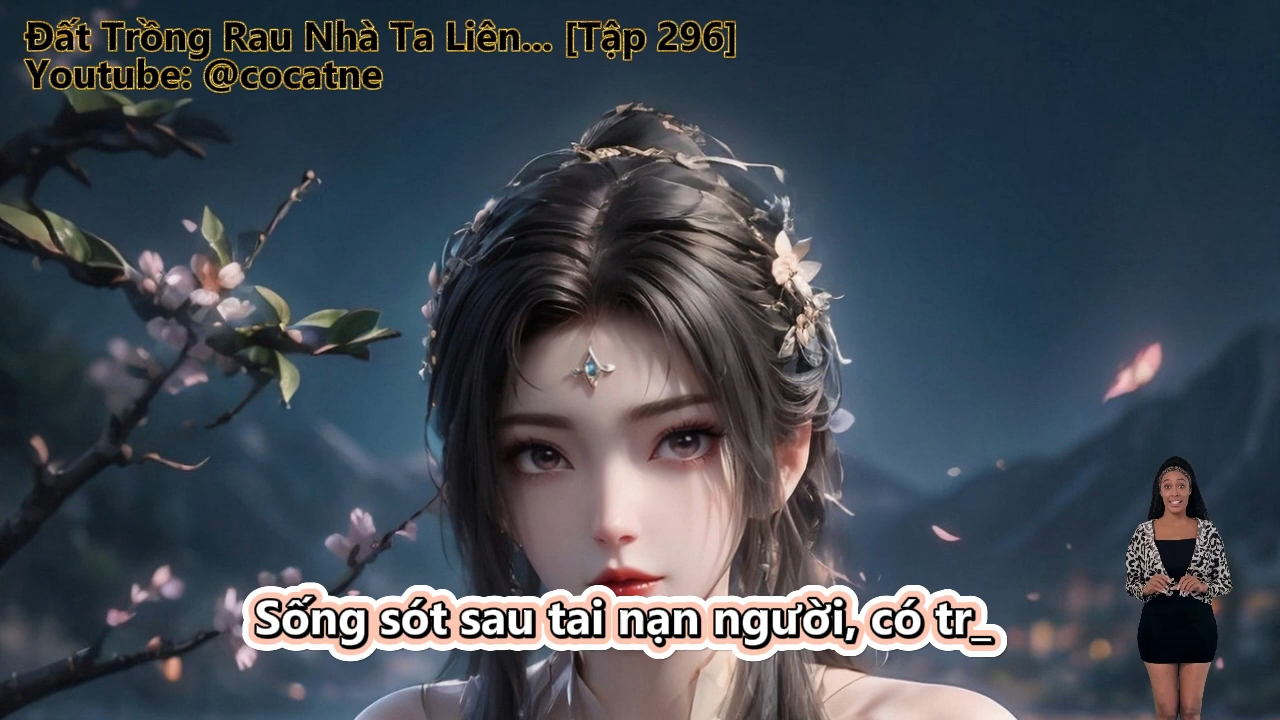 Đất Trồng Rau Nhà Ta Liên... [Tập 296]
Youtube: @cocatne
Sống sót sau tai nạn người, có tr_